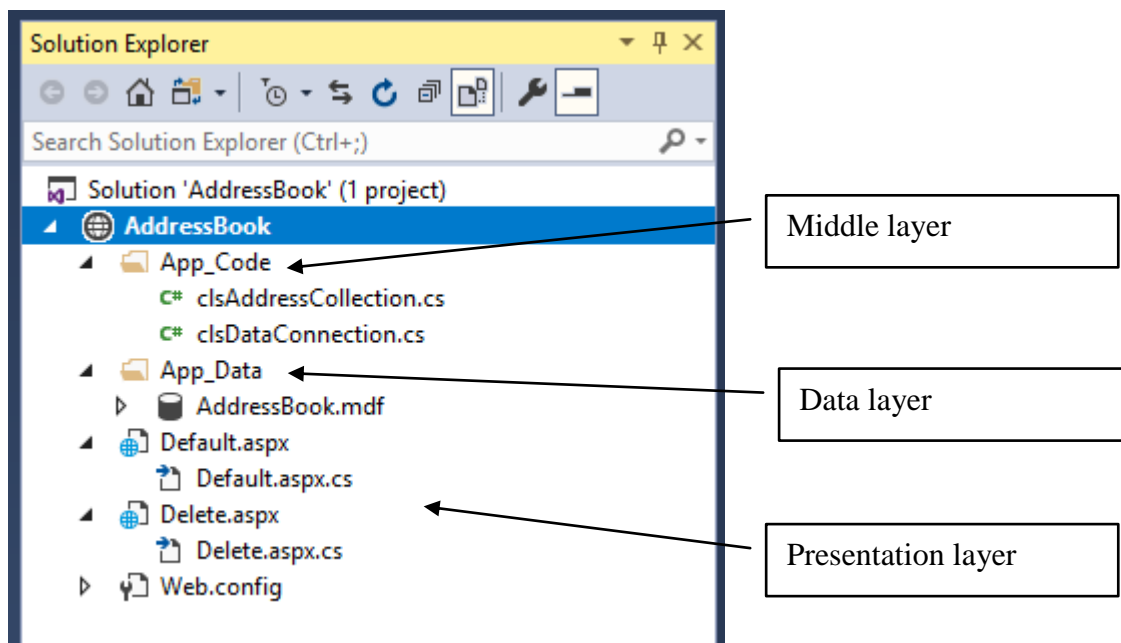 Solution Explorer
Search Solution Explorer (Ctrl+;)
Solution 'AddressBook' (1 project)
AddressBook
App_Code
C# clsAddressCollection.cs
C# clsDataConnection.cs
App_Data
AddressBook.mdf
Default.aspx
Default.aspx.cs
Delete.aspx
Delete.aspx.cs
Web.config
Middle layer
Data layer
Presentation layer